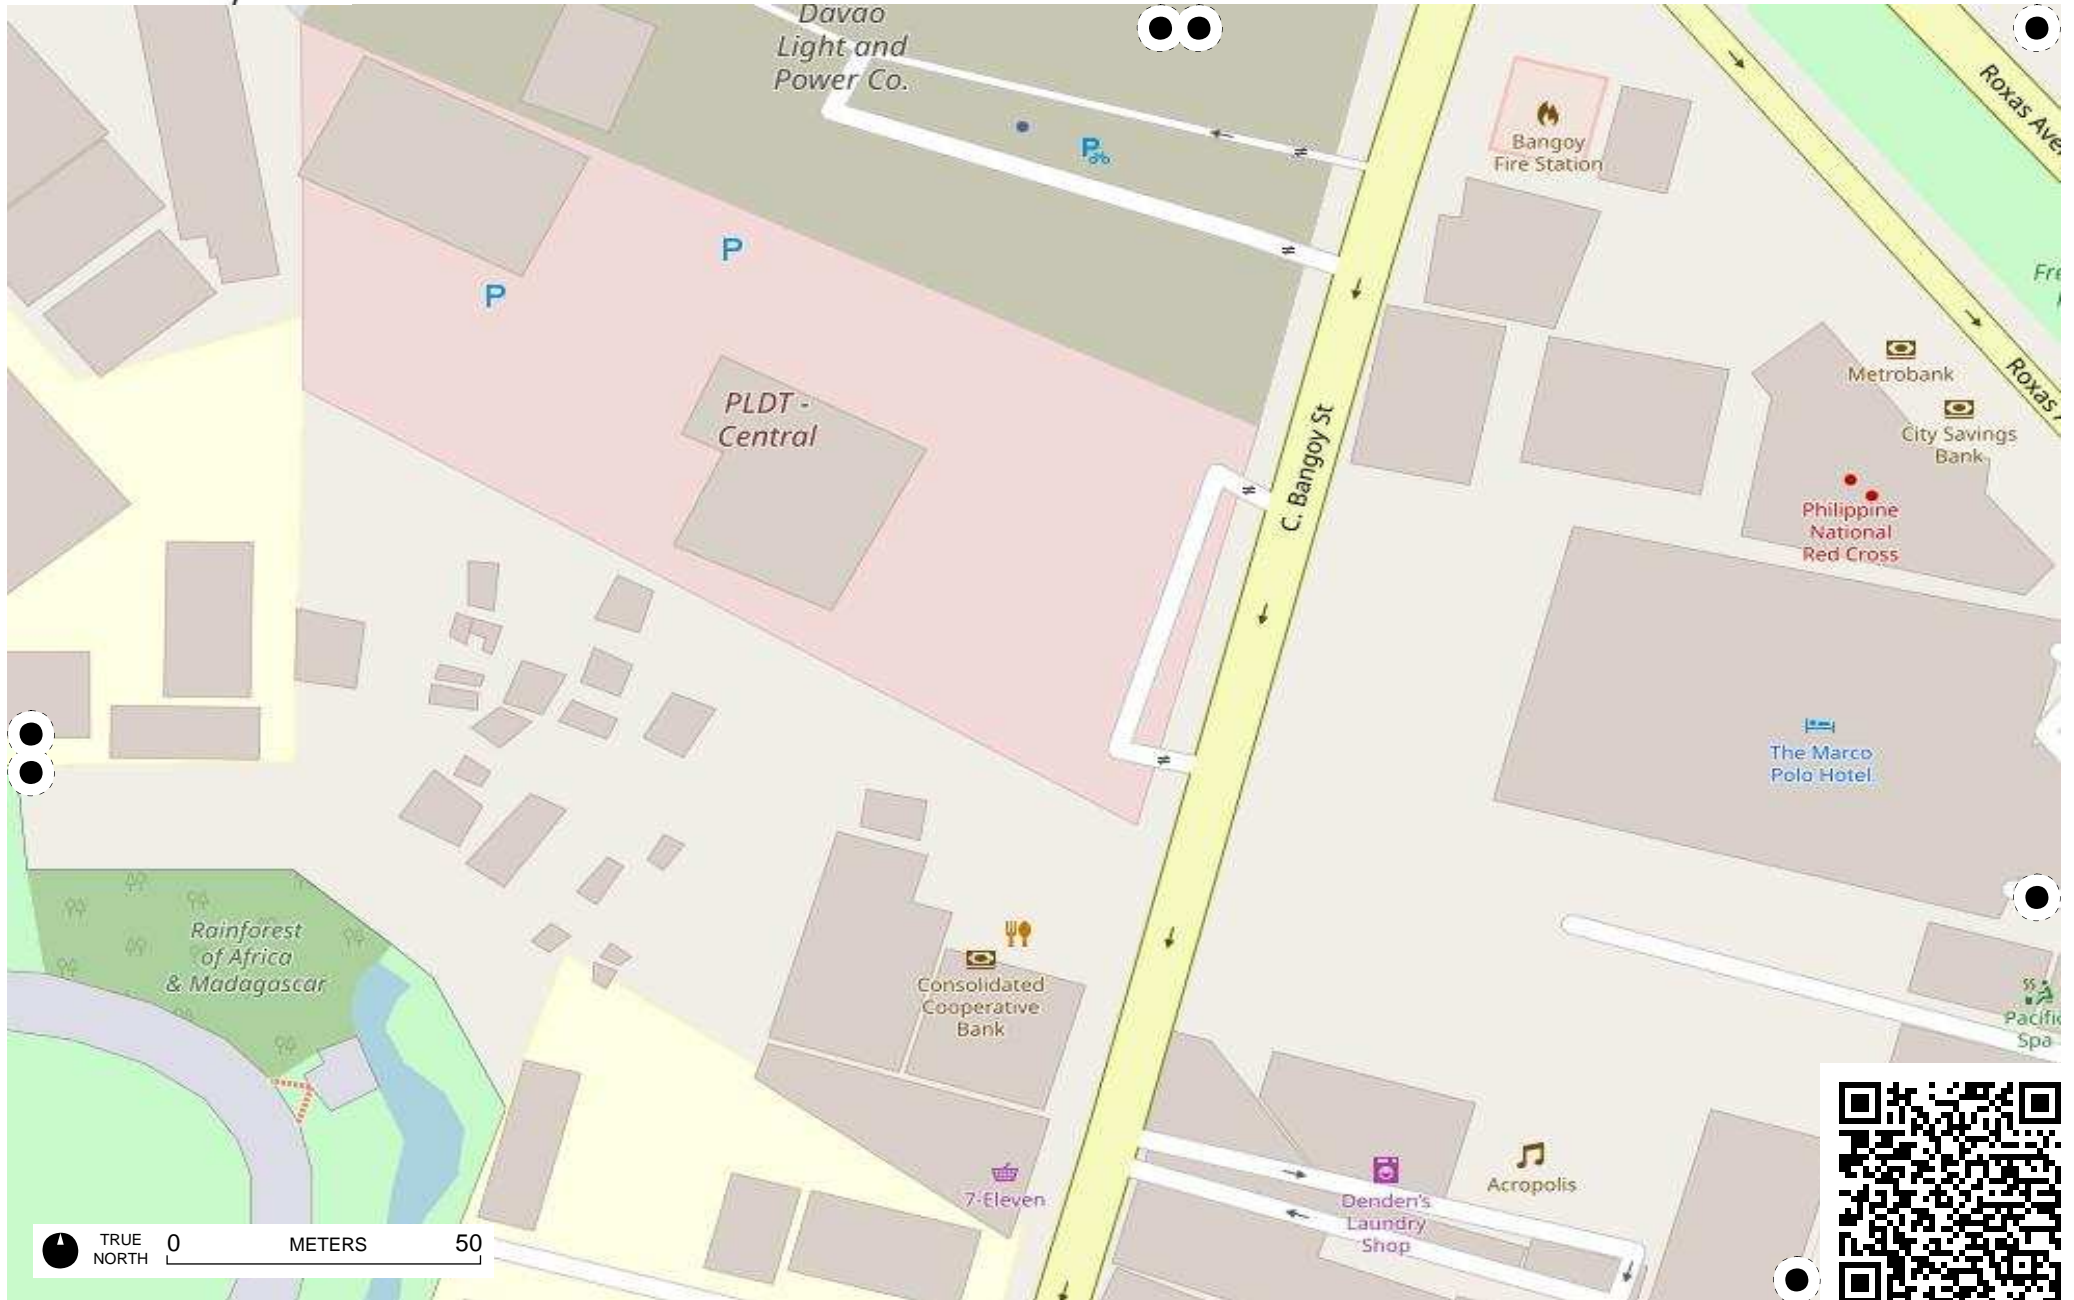 Davao
Light and
Power Co.
Roxas Ave
Bangoy
Fire Station
P
P
P
Fre
Metrobank
Roxas A
PLDT -
Central
C. Bangoy St
City Savings
Bank
Philippine
National
Red Cross
The Marco
Polo Hotel
Rainforest
of Africa
& Madagascar
Consolidated
Cooperative
Bank
Pacific
Spa
7-Eleven
Denden's
Laundry
Shop
Acropolis
TRUE
NORTH
0 METERS 50